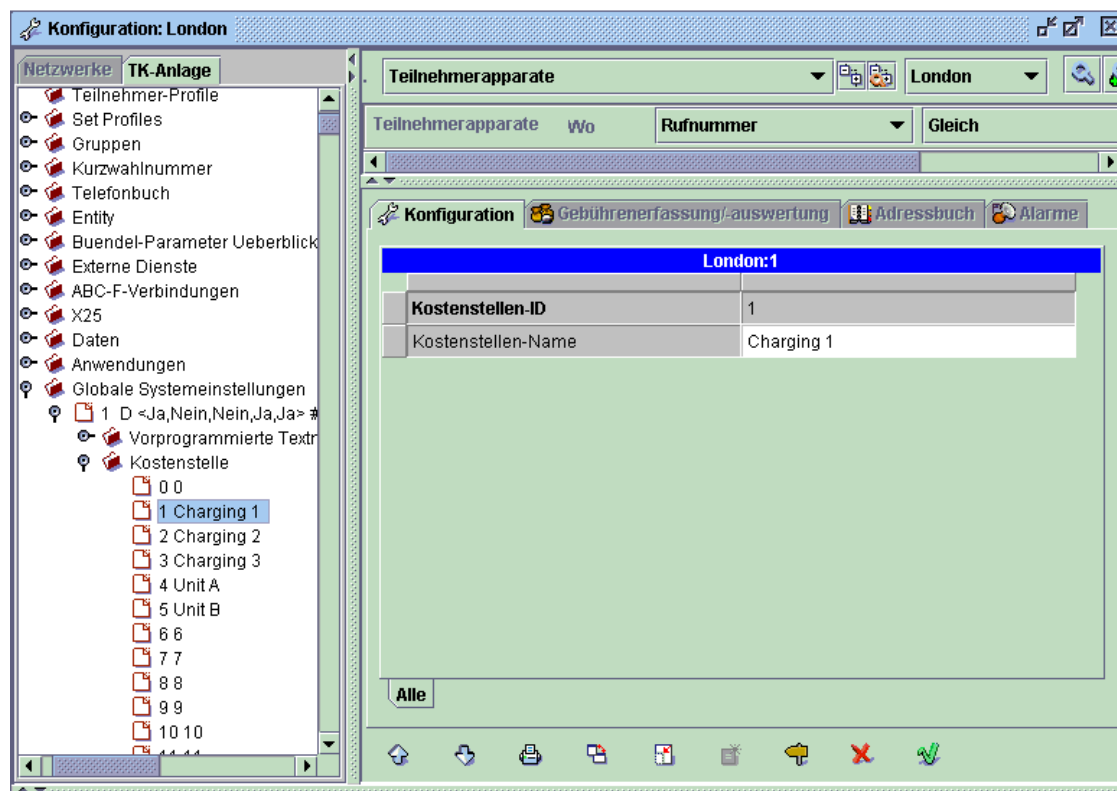 Konfiguration: London
Netzwerke TK-Anlage
Teilnehmer-Profile
Set Profiles
Gruppen
Kurzwahlnummer
Telefonbuch
Entity
Buendel-Parameter Ueberblick
Externe Dienste
ABC-F-Verbindungen
X25
Daten
Anwendungen
Globale Systemeinstellungen
1 D <Ja,Nein,Nein,Ja,Ja> #
Vorprogrammierte
Kostenstelle
0 0
1 Charging 1
2 Charging 2
3 Charging 3
4 Unit A
5 Unit B
6 6
7 7
8 8
9 9
10 10
11 11
Teilnehmerapparate London
Teilnehmerapparate Wo Rufnummer Gleich
Konfiguration Gebührenerfassung/-auswertung Adressbuch Alarme
London:1
Kostenstellen-ID 1
Kostenstellen-Name Charging 1
Alle